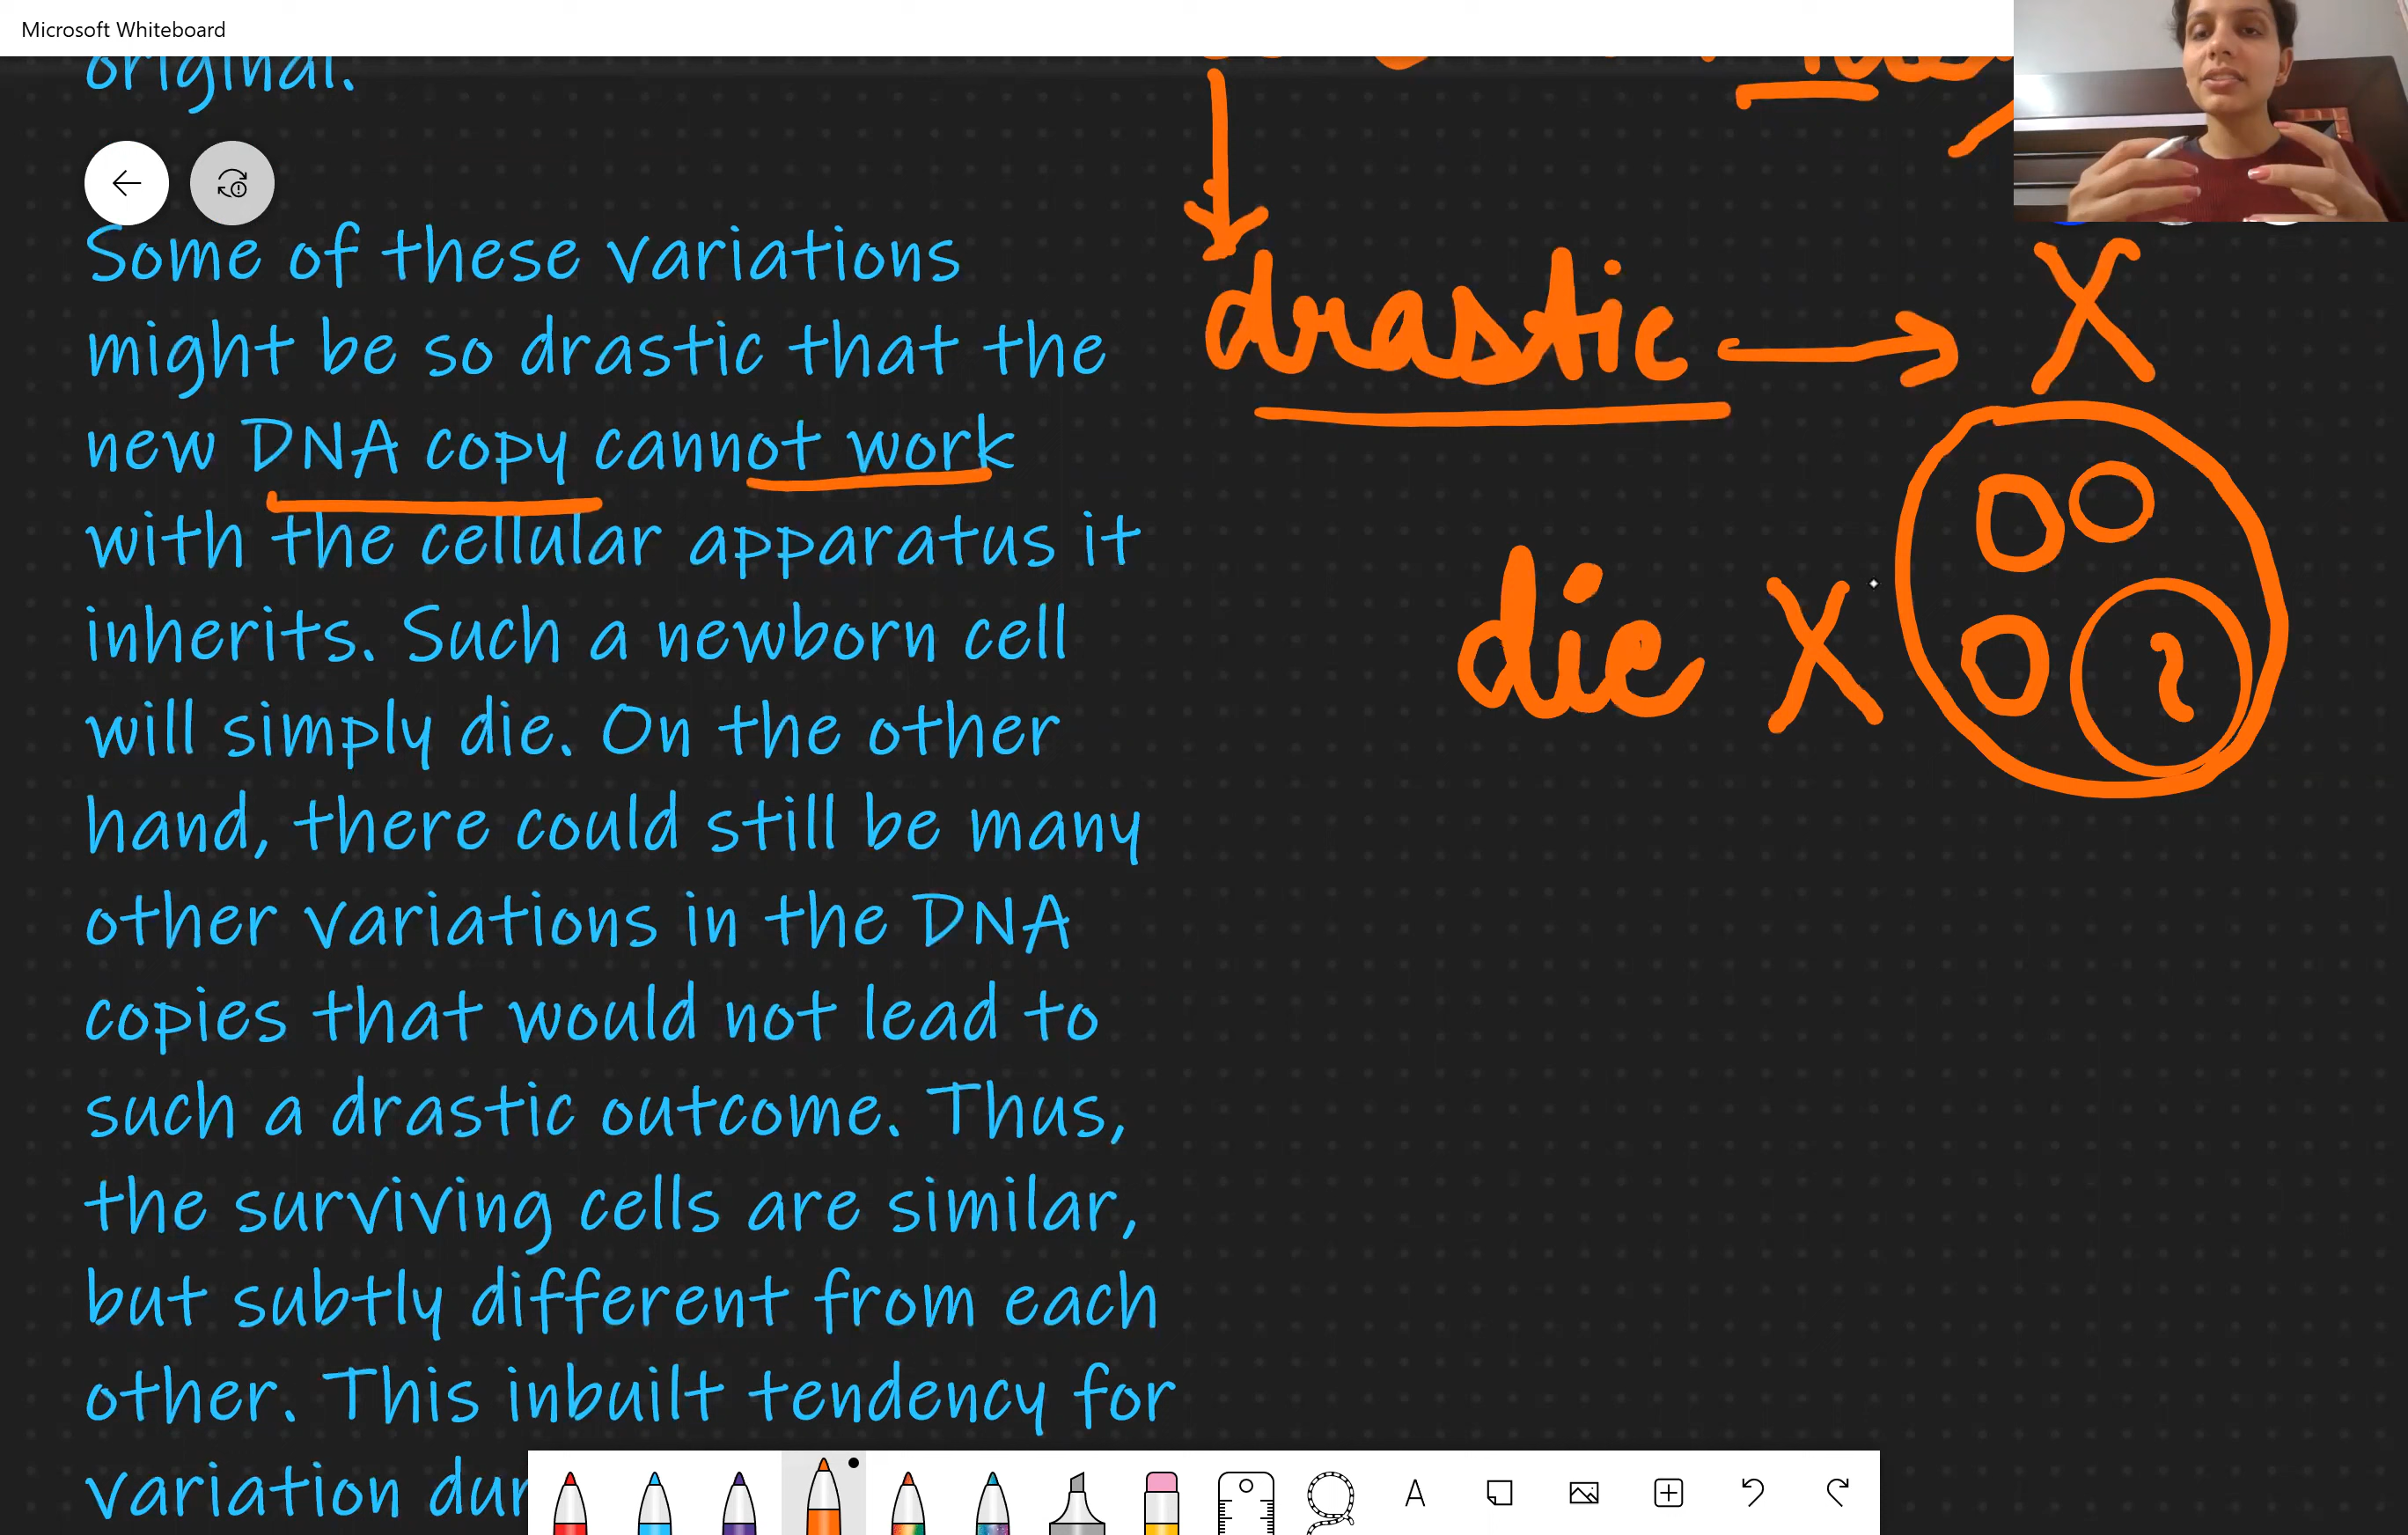 Microsoft Whiteboard
original.
Some of these variations
might be so drastic that the
new DNA copy cannot work
with the cellular apparatus it
inherits. Such a newborn cell
will simply die. On the other
hand, there could still be many
other variations in the DNA
copies that would not lead to
such a drastic outcome. Thus,
the surviving cells are similar,
but subtly different from each
other. This inbuilt tendency for
variation dur
drastic → X
die X
A